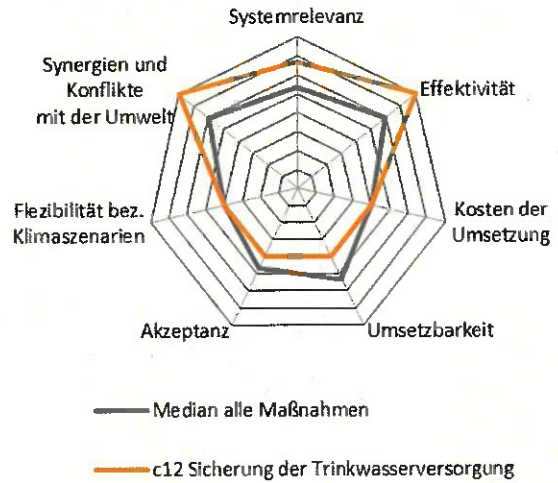 Systemrelevanz
Synergien und
Konflikte
mit der Umwelt
Effektivität
Flezibilität bez.
Klimaszenarien
Kosten der
Umsetzung
Akzeptanz
Umsetzbarkeit
Median alle Maßnahmen
c12 Sicherung der Trinkwasserversorgung